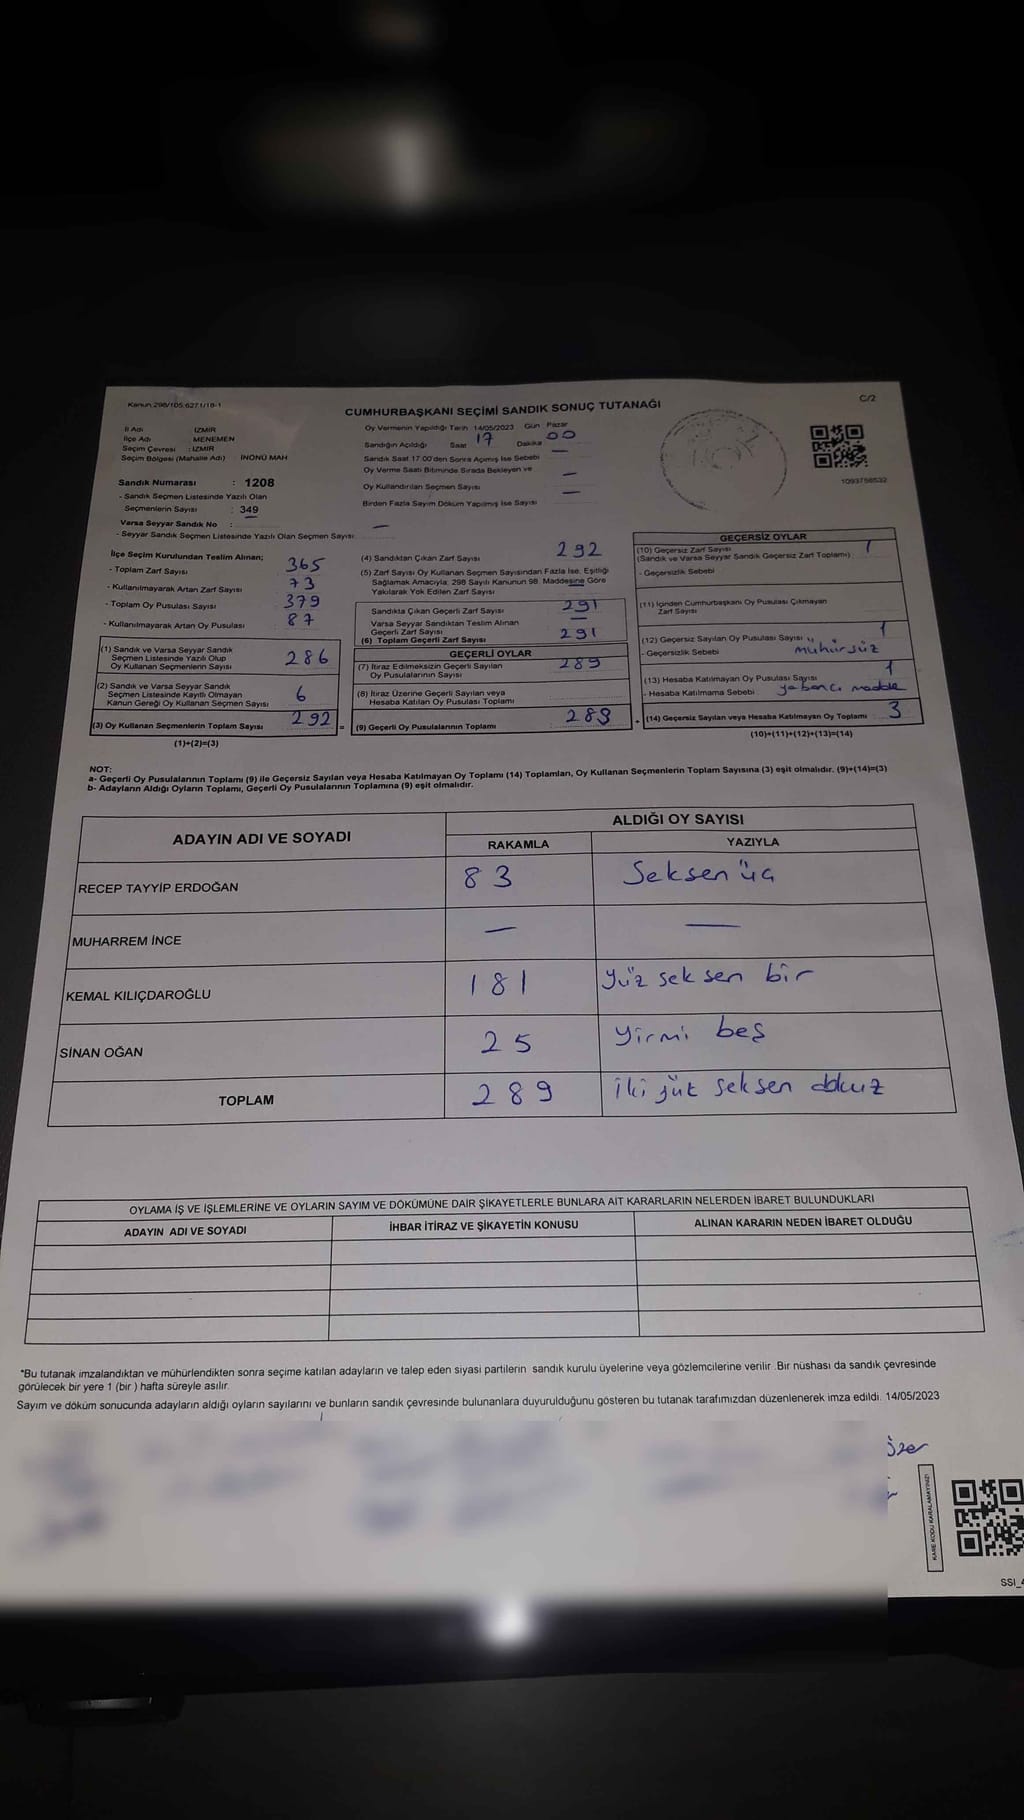 Kanun:298/105,6271/18-1
C/2
CUMHURBAŞKANI SEÇİMİ SANDIK SONUÇ TUTANAĞI
İl Adı : İZMİR
İlçe Adı : MENEMEN
Seçim Çevresi : İZMİR
Seçim Bölgesi (Mahalle Adı) İNÖNÜ MAH
Sandık Numarası : 1208
- Sandık Seçmen Listesinde Yazılı Olan
Seçmenlerin Sayısı : 349
Varsa Seyyar Sandık No :
- Seyyar Sandık Seçmen Listesinde Yazılı Olan Seçmen Sayısı: —
Oy Vermenin Yapıldığı Tarih 14/05/2023 Gün Pazar
Sandığın Açıldığı Saat 17 Dakika 00
Sandık Saat 17:00'den Sonra Açımış İse Sebebi —
Oy Verme Saati Bitiminde Sırada Bekleyen ve
Oy Kullandırılan Seçmen Sayısı —
Birden Fazla Sayım Döküm Yapılmış İse Sayısı —
1093756532
İlçe Seçim Kurulundan Teslim Alınan;
- Toplam Zarf Sayısı 365
- Kullanılmayarak Artan Zarf Sayısı 73
- Toplam Oy Pusulası Sayısı 379
- Kullanılmayarak Artan Oy Pusulası 87
(1) Sandık ve Varsa Seyyar Sandık
Seçmen Listesinde Yazılı Olup
Oy Kullanan Seçmenlerin Sayısı 286
(2) Sandık ve Varsa Seyyar Sandık
Seçmen Listesinde Kayıtlı Olmayan
Kanun Gereği Oy Kullanan Seçmen Sayısı 6
(3) Oy Kullanan Seçmenlerin Toplam Sayısı 292 =
(1)+(2)=(3)
(4) Sandıktan Çıkan Zarf Sayısı 292
(5) Zarf Sayısı Oy Kullanan Seçmen Sayısından Fazla İse, Eşitliği
Sağlamak Amacıyla; 298 Sayılı Kanunun 98. Maddesine Göre
Yakılarak Yok Edilen Zarf Sayısı —
Sandıkta Çıkan Geçerli Zarf Sayısı 291
Varsa Seyyar Sandıktan Teslim Alınan
Geçerli Zarf Sayısı —
(6) Toplam Geçerli Zarf Sayısı 291
GEÇERLİ OYLAR
(7) İtiraz Edilmeksizin Geçerli Sayılan
Oy Pusulalarının Sayısı 289
(8) İtiraz Üzerine Geçerli Sayılan veya
Hesaba Katılan Oy Pusulası Toplamı
(9) Geçerli Oy Pusulalarının Toplamı 289 +
GEÇERSİZ OYLAR
(10) Geçersiz Zarf Sayısı 1
(Sandık ve Varsa Seyyar Sandık Geçersiz Zarf Toplamı)
- Geçersizlik Sebebi
(11) İçinden Cumhurbaşkanı Oy Pusulası Çıkmayan
Zarf Sayısı
(12) Geçersiz Sayılan Oy Pusulası Sayısı 1
- Geçersizlik Sebebi mühürsüz
(13) Hesaba Katılmayan Oy Pusulası Sayısı 1
- Hesaba Katılmama Sebebi yabancı madde
(14) Geçersiz Sayılan veya Hesaba Katılmayan Oy Toplamı 3
(10)+(11)+(12)+(13)=(14)
NOT:
a- Geçerli Oy Pusulalarının Toplamı (9) ile Geçersiz Sayılan veya Hesaba Katılmayan Oy Toplamı (14) Toplamları, Oy Kullanan Seçmenlerin Toplam Sayısına (3) eşit olmalıdır. (9)+(14)=(3)
b- Adayların Aldığı Oyların Toplamı, Geçerli Oy Pusulalarının Toplamına (9) eşit olmalıdır.
ADAYIN ADI VE SOYADI
ALDIĞI OY SAYISI
RAKAMLA YAZIYLA
RECEP TAYYİP ERDOĞAN 83 Seksen üç
MUHARREM İNCE — —
KEMAL KILIÇDAROĞLU 181 Yüz seksen bir
SİNAN OĞAN 25 Yirmi beş
TOPLAM 289 İki yüz seksen dokuz
OYLAMA İŞ VE İŞLEMLERİNE VE OYLARIN SAYIM VE DÖKÜMÜNE DAİR ŞİKAYETLERLE BUNLARA AİT KARARLARIN NELERDEN İBARET BULUNDUKLARI
ADAYIN ADI VE SOYADI İHBAR İTİRAZ VE ŞİKAYETİN KONUSU ALINAN KARARIN NEDEN İBARET OLDUĞU
*Bu tutanak imzalandıktan ve mühürlendikten sonra seçime katılan adayların ve talep eden siyasi partilerin sandık kurulu üyelerine veya gözlemcilerine verilir. Bir nüshası da sandık çevresinde
görülecek bir yere 1 (bir) hafta süreyle asılır.
Sayım ve döküm sonucunda adayların aldığı oyların sayılarını ve bunların sandık çevresinde bulunanlara duyurulduğunu gösteren bu tutanak tarafımızdan düzenlenerek imza edildi. 14/05/2023
KARE KODU KARALAMAYINIZ!
SSI_4